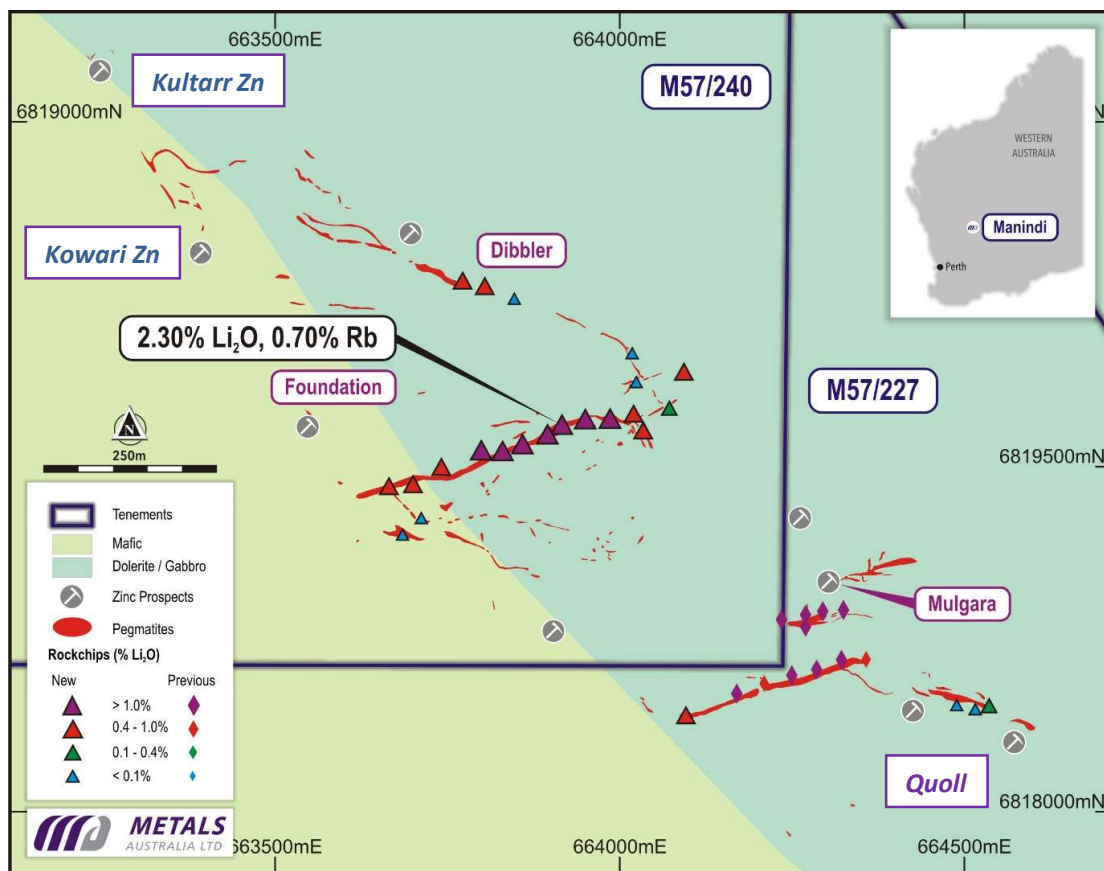 663500mE
664000mE
Kultarr Zn
M57/240
6819000mN
WESTERN
AUSTRALIA
Manindi
Perth
Kowari Zn
Dibbler
2.30% Li₂O, 0.70% Rb
Foundation
M57/227
N
250m
6819500mN
Tenements
Mafic
Dolerite / Gabbro
Zinc Prospects
Pegmatites
Rockchips (% Li₂O)
New Previous
> 1.0%
0.4 - 1.0%
0.1 - 0.4%
< 0.1%
Mulgara
Quoll
6818000mN
METALS
AUSTRALIA LTD
663500mE
664000mE
664500mE